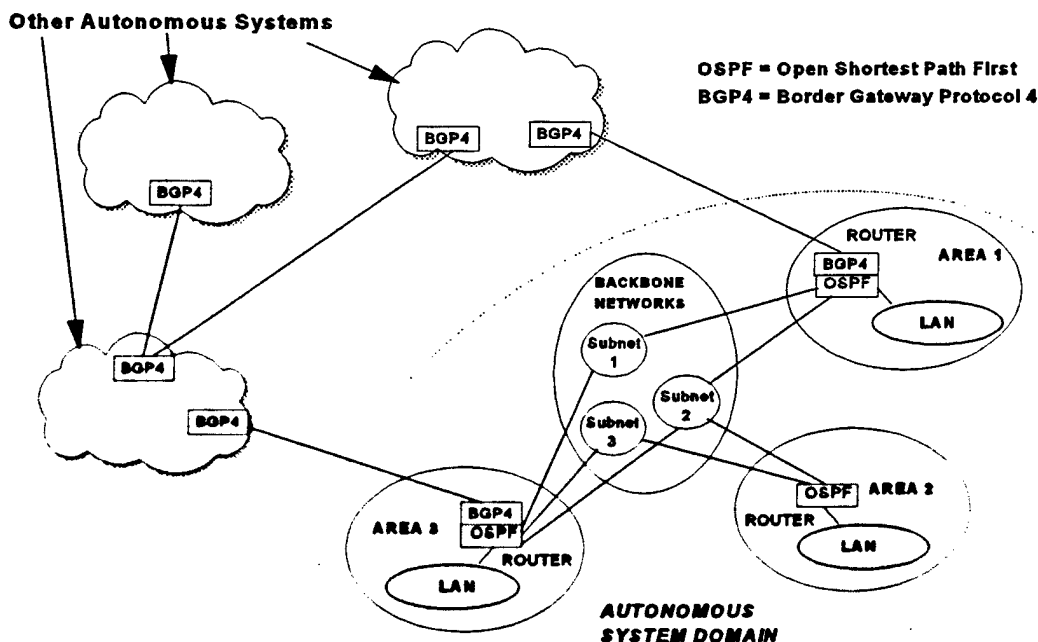 Other Autonomous Systems
OSPF = Open Shortest Path First
BGP4 = Border Gateway Protocol 4
BGP4
BGP4
BGP4
ROUTER
AREA 1
BGP4
OSPF
LAN
BACKBONE
NETWORKS
Subnet
1
BGP4
BGP4
Subnet
2
Subnet
3
OSPF
AREA 2
ROUTER
LAN
BGP4
OSPF
AREA 3
ROUTER
LAN
AUTONOMOUS
SYSTEM DOMAIN